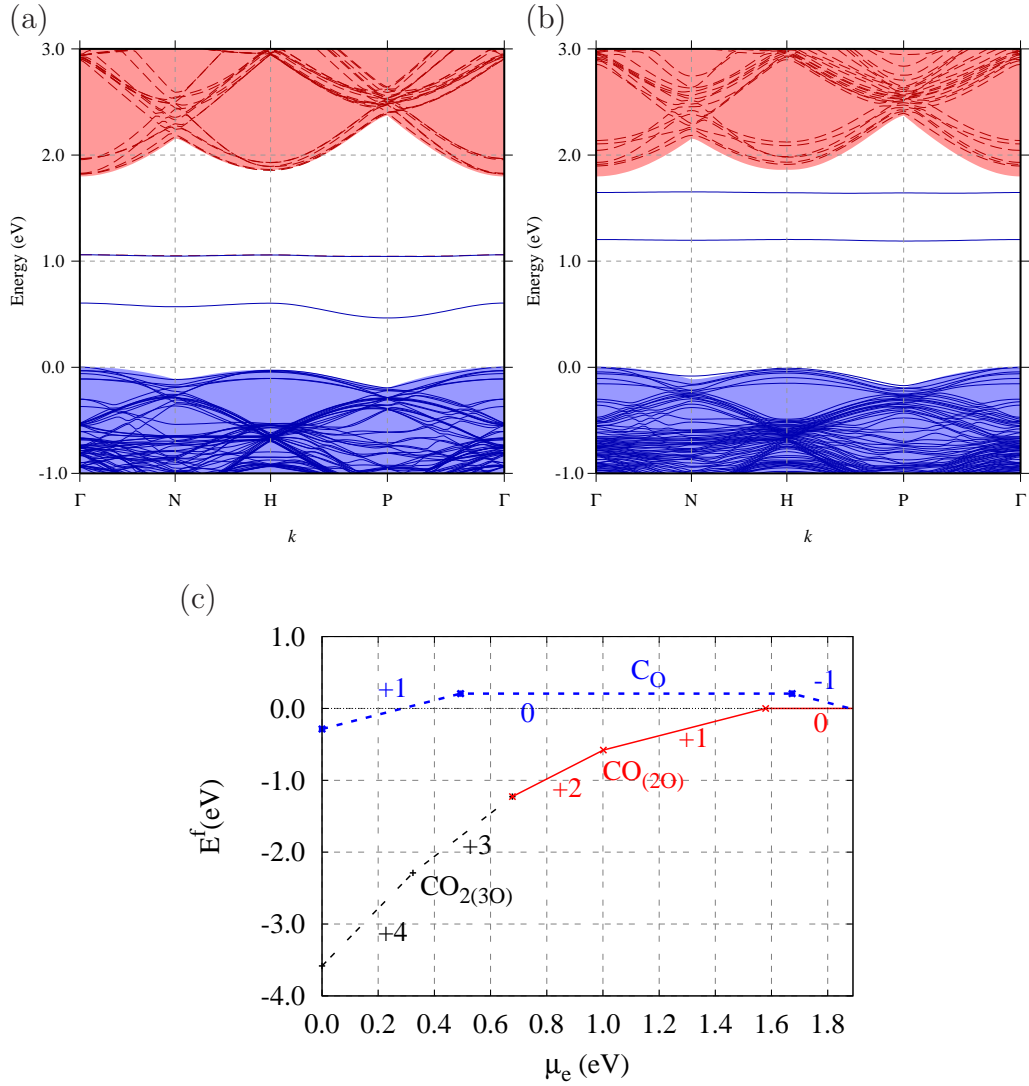 (a)
(b)
3.0
2.0
1.0
0.0
-1.0
Energy (eV)
Γ
N
H
P
Γ
k
3.0
2.0
1.0
0.0
-1.0
Energy (eV)
Γ
N
H
P
Γ
k
(c)
1.0
0.0
-1.0
-2.0
-3.0
-4.0
E^f(eV)
+1
C_O
0
-1
+1
0
CO_(2O)
+2
+3
CO_2(3O)
+4
0.0 0.2 0.4 0.6 0.8 1.0 1.2 1.4 1.6 1.8
μ_e (eV)